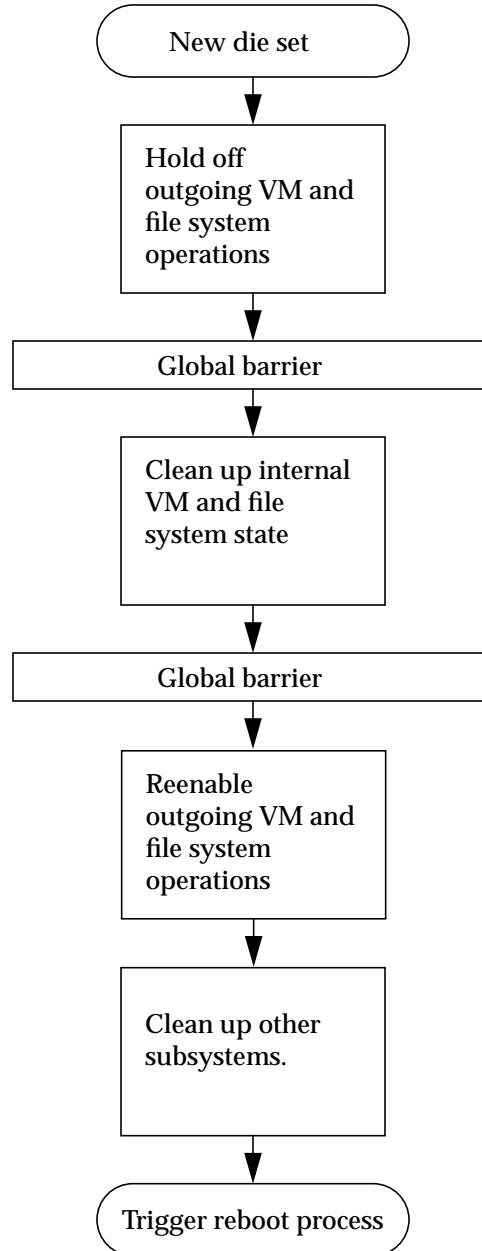 New die set
Hold off
outgoing VM and
file system
operations
Global barrier
Clean up internal
VM and file
system state
Global barrier
Reenable
outgoing VM and
file system
operations
Clean up other
subsystems.
Trigger reboot process